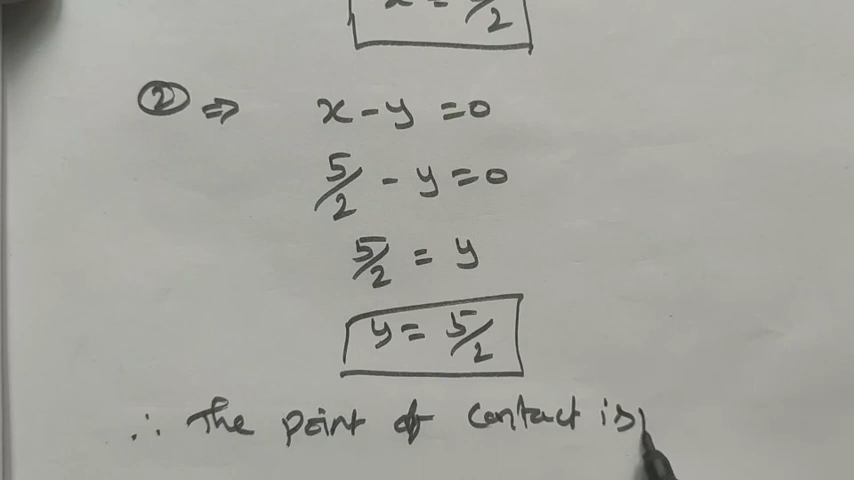 x = 5/2
② ⇒ x - y = 0
5/2 - y = 0
5/2 = y
y = 5/2
∴ The point of contact is